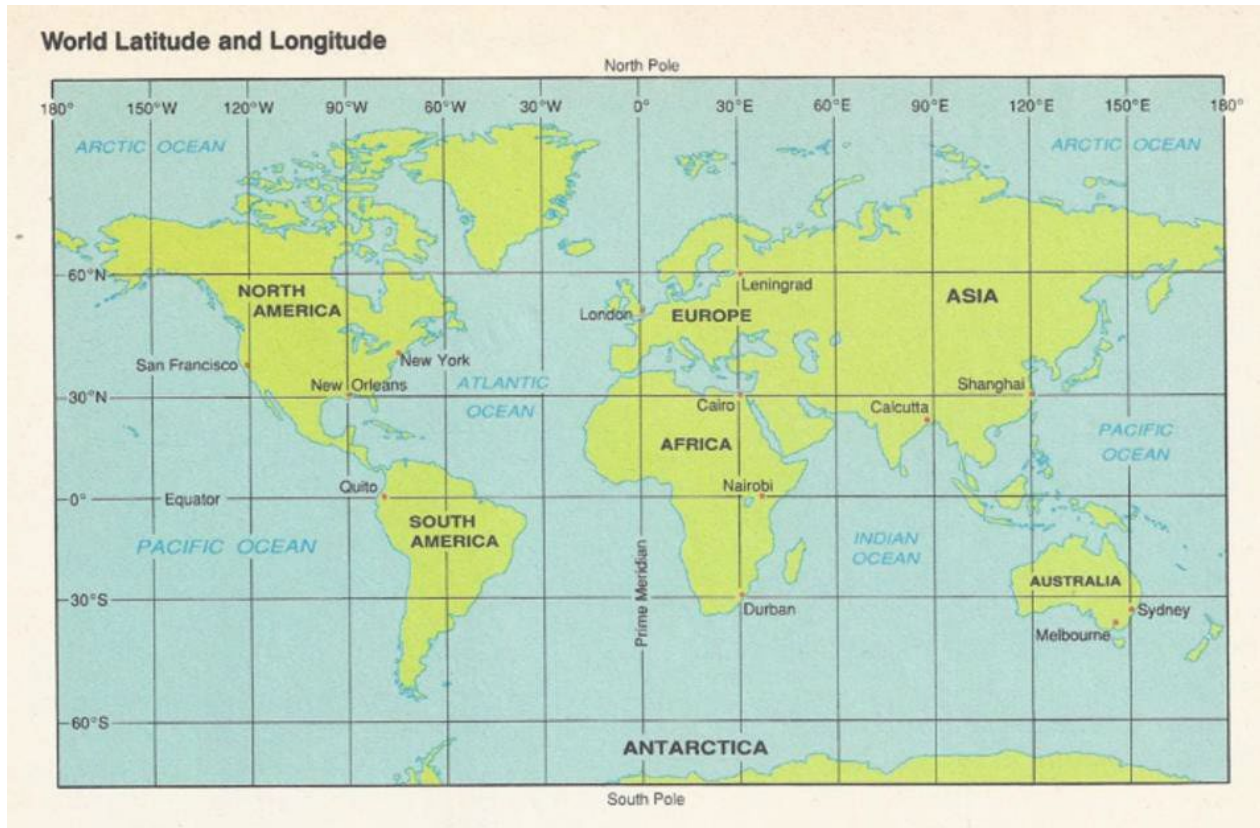 World Latitude and Longitude
North Pole
180° 150°W 120°W 90°W 60°W 30°W 0° 30°E 60°E 90°E 120°E 150°E 180°
ARCTIC OCEAN
ARCTIC OCEAN
60°N
Leningrad
NORTH
AMERICA
ASIA
London
EUROPE
San Francisco
New York
New Orleans
ATLANTIC
OCEAN
Shanghai
30°N
Cairo
Calcutta
PACIFIC
OCEAN
AFRICA
Quito
Nairobi
0°
Equator
SOUTH
AMERICA
PACIFIC OCEAN
INDIAN
OCEAN
Prime Meridian
AUSTRALIA
30°S
Durban
Sydney
Melbourne
60°S
ANTARCTICA
South Pole